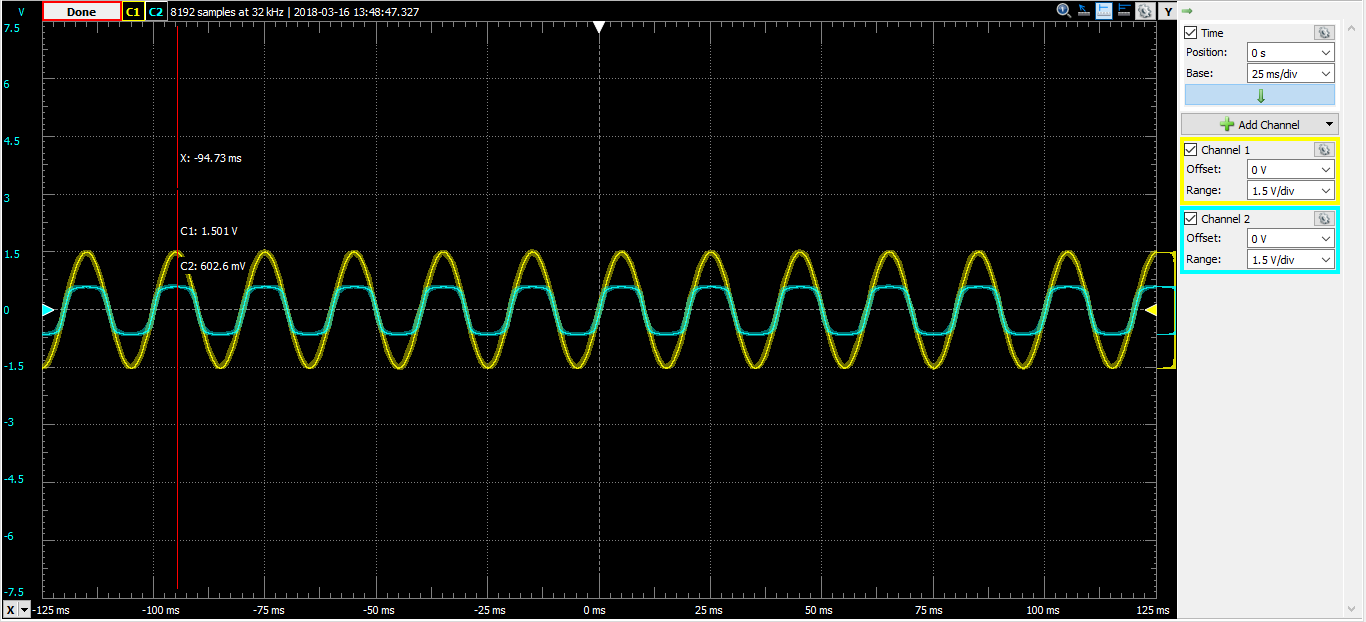 V Done C1 C2 8192 samples at 32 kHz | 2018-03-16 13:48:47.327 Y
7.5
6
4.5
3
1.5
0
-1.5
-3
-4.5
-6
-7.5
X: -94.73 ms
C1: 1.501 V
C2: 602.6 mV
X -125 ms -100 ms -75 ms -50 ms -25 ms 0 ms 25 ms 50 ms 75 ms 100 ms 125 ms
Time
Position: 0 s
Base: 25 ms/div
Add Channel
Channel 1
Offset: 0 V
Range: 1.5 V/div
Channel 2
Offset: 0 V
Range: 1.5 V/div